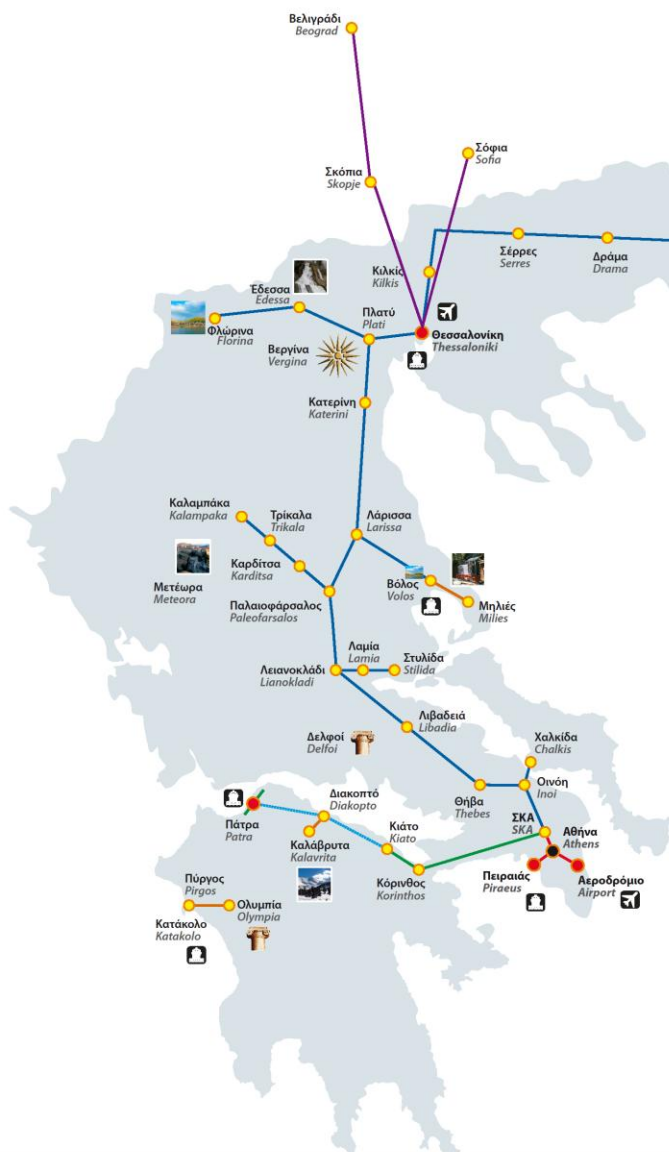 Βελιγράδι
Beograd
Σόφια
Sofia
Σκόπια
Skopje
Σέρρες
Serres
Δράμα
Drama
Κιλκίς
Kilkis
Έδεσσα
Edessa
Πλατύ
Plati
Φλώρινα
Florina
Θεσσαλονίκη
Thessaloniki
Βεργίνα
Vergina
Κατερίνη
Katerini
Καλαμπάκα
Kalampaka
Τρίκαλα
Trikala
Λάρισσα
Larissa
Καρδίτσα
Karditsa
Μετέωρα
Meteora
Βόλος
Volos
Παλαιοφάρσαλος
Paleofarsalos
Μηλιές
Milies
Λαμία
Lamia
Στυλίδα
Stilida
Λειανοκλάδι
Lianokladi
Λιβαδειά
Libadia
Δελφοί
Delfoi
Χαλκίδα
Chalkis
Οινόη
Inoi
Θήβα
Thebes
Διακοπτό
Diakopto
Πάτρα
Patra
ΣΚΑ
SKA
Αθήνα
Athens
Κιάτο
Kiato
Καλάβρυτα
Kalavrita
Κόρινθος
Korinthos
Πειραιάς
Piraeus
Αεροδρόμιο
Airport
Πύργος
Pirgos
Ολυμπία
Olympia
Κατάκολο
Katakolo